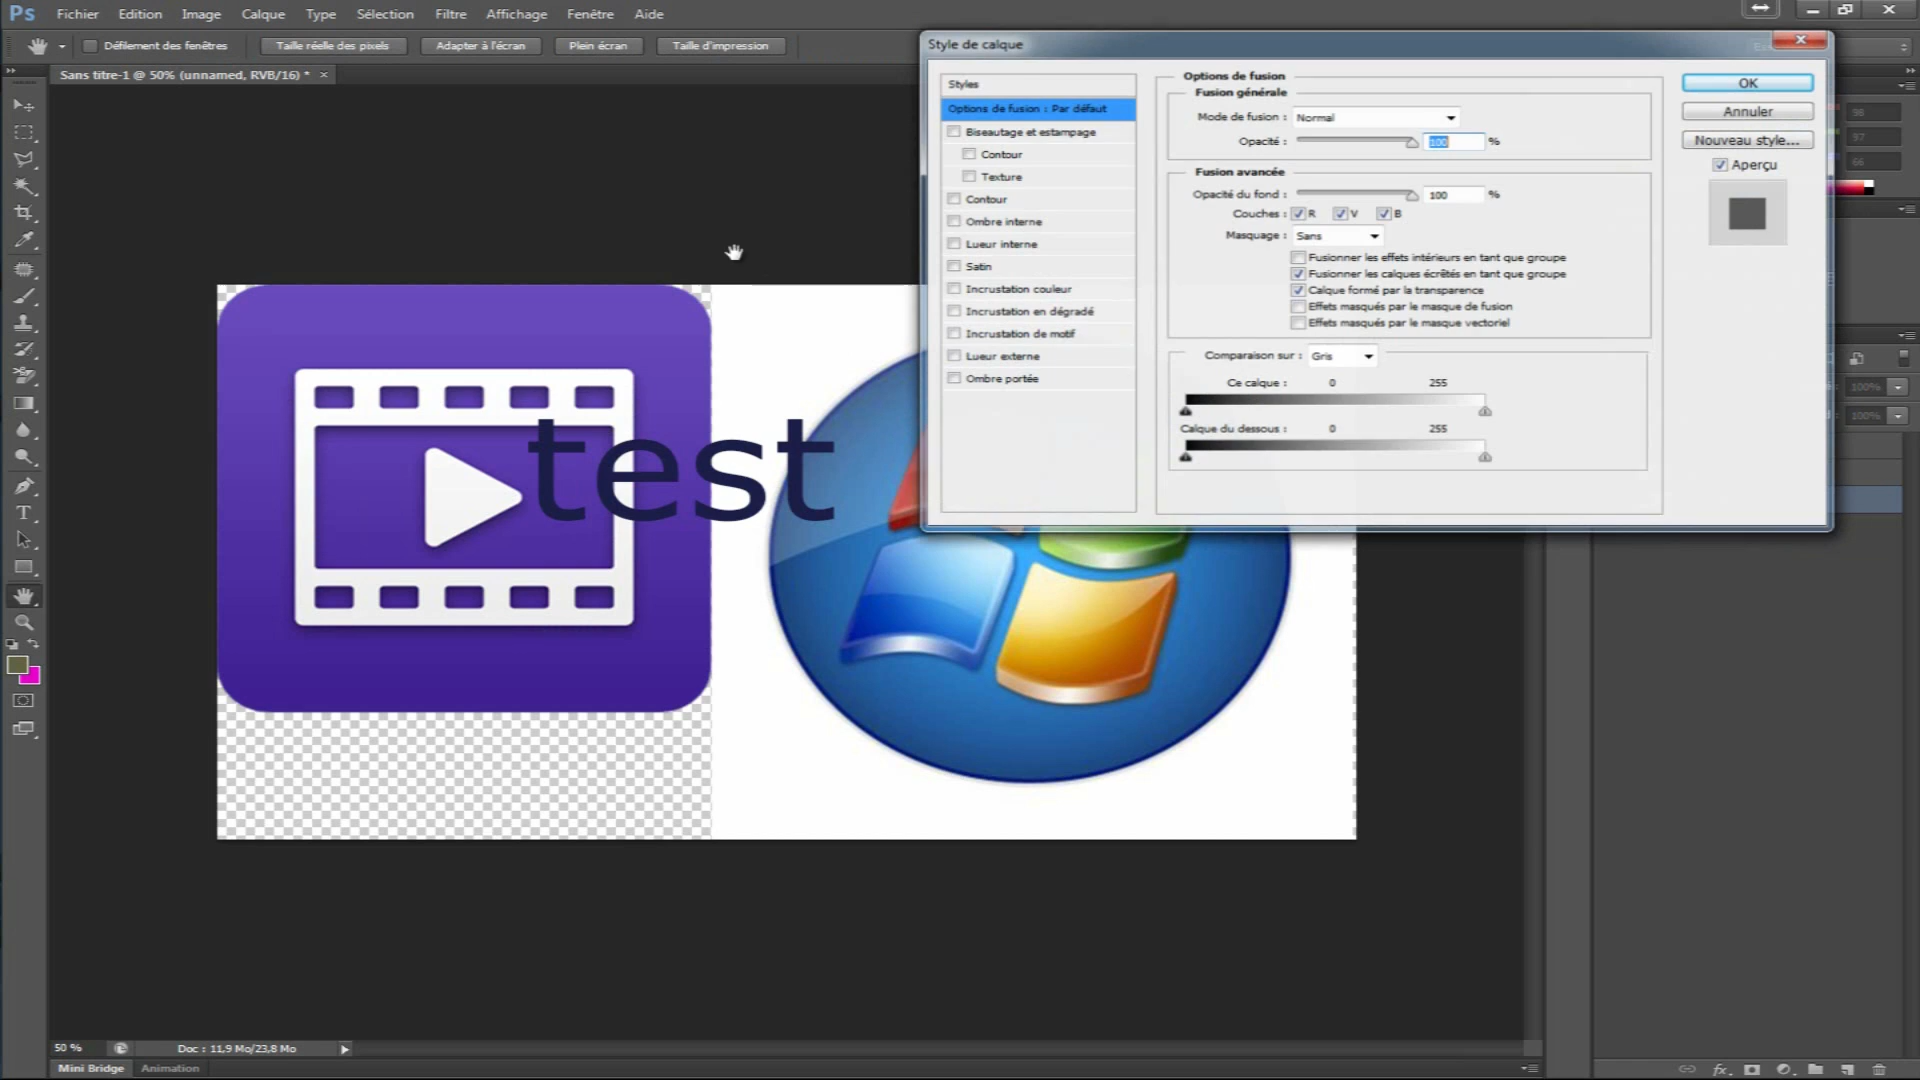 Ps Fichier Edition Image Calque Type Sélection Filtre Affichage Fenêtre Aide
Défilement des fenêtres Taille réelle des pixels Adapter à l'écran Plein écran Taille d'impression
Sans titre-1 @ 50% (unnamed, RVB/16) * ×
Style de calque
Styles
Options de fusion : Par défaut
Biseautage et estampage
Contour
Texture
Contour
Ombre interne
Lueur interne
Satin
Incrustation couleur
Incrustation en dégradé
Incrustation de motif
Lueur externe
Ombre portée
Options de fusion
Fusion générale
Mode de fusion : Normal
Opacité : 100 %
Fusion avancée
Opacité du fond : 100 %
Couches : R V B
Masquage : Sans
Fusionner les effets intérieurs en tant que groupe
Fusionner les calques écrêtés en tant que groupe
Calque formé par la transparence
Effets masqués par le masque de fusion
Effets masqués par le masque vectoriel
Comparaison sur : Gris
Ce calque : 0 255
Calque du dessous : 0 255
OK
Annuler
Nouveau style...
Aperçu
98
97
66
100%
100%
test
50 % Doc : 11,9 Mo/23,8 Mo
Mini Bridge Animation
fx